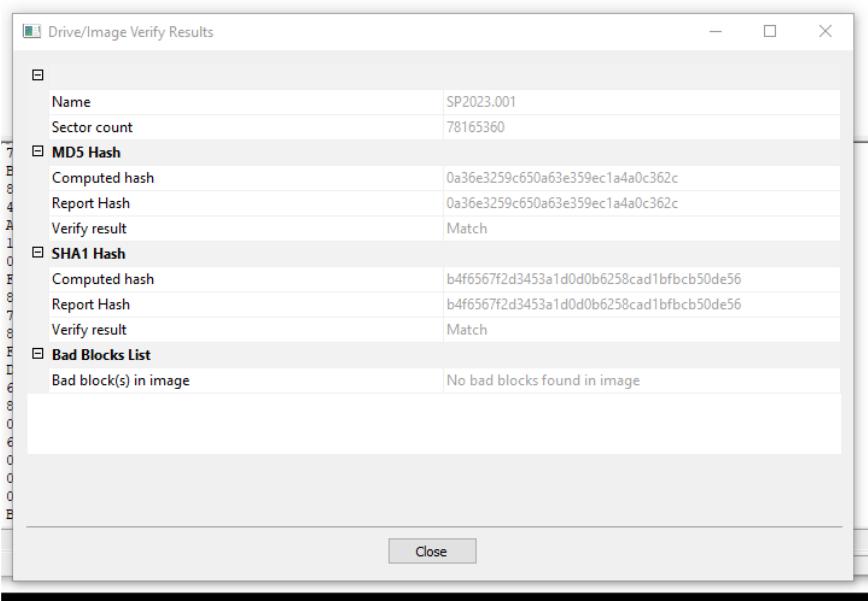 Drive/Image Verify Results
Name SP2023.001
Sector count 78165360
MD5 Hash
Computed hash 0a36e3259c650a63e359ec1a4a0c362c
Report Hash 0a36e3259c650a63e359ec1a4a0c362c
Verify result Match
SHA1 Hash
Computed hash b4f6567f2d3453a1d0d0b6258cad1bfbcb50de56
Report Hash b4f6567f2d3453a1d0d0b6258cad1bfbcb50de56
Verify result Match
Bad Blocks List
Bad block(s) in image No bad blocks found in image
Close